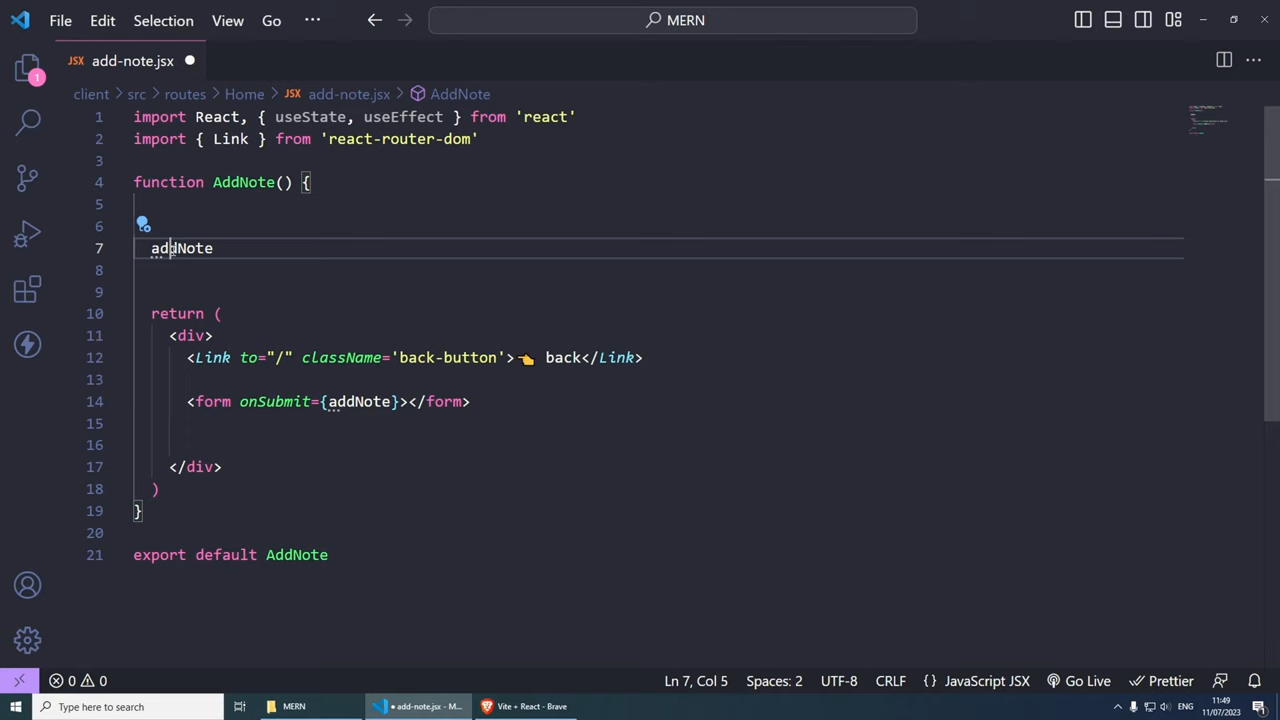 File Edit Selection View Go ··· MERN
JSX add-note.jsx
1
client > src > routes > Home > JSX add-note.jsx > AddNote
1 import React, { useState, useEffect } from 'react'
2 import { Link } from 'react-router-dom'
3
4 function AddNote() {
5
6
7 addNote
8
9
10 return (
11 <div>
12 <Link to="/" className='back-button'>👈 back</Link>
13
14 <form onSubmit={addNote}></form>
15
16
17 </div>
18 )
19 }
20
21 export default AddNote
0 0 Ln 7, Col 5 Spaces: 2 UTF-8 CRLF {} JavaScript JSX Go Live Prettier
Type here to search MERN • add-note.jsx - M... Vite + React - Brave 11:49
11/07/2023